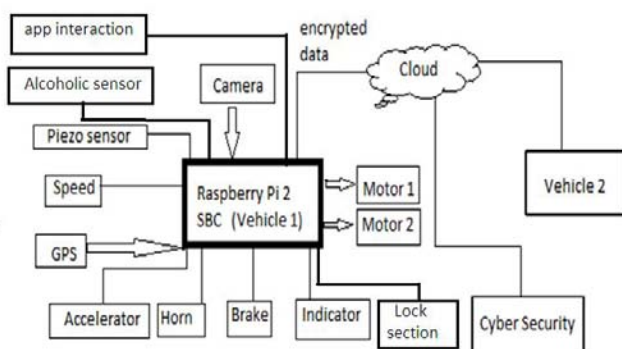 app interaction
encrypted
data
Cloud
Alcoholic sensor
Camera
Piezo sensor
Speed
Raspberry Pi 2
SBC (Vehicle 1)
Motor 1
Motor 2
Vehicle 2
GPS
Accelerator
Horn
Brake
Indicator
Lock
section
Cyber Security